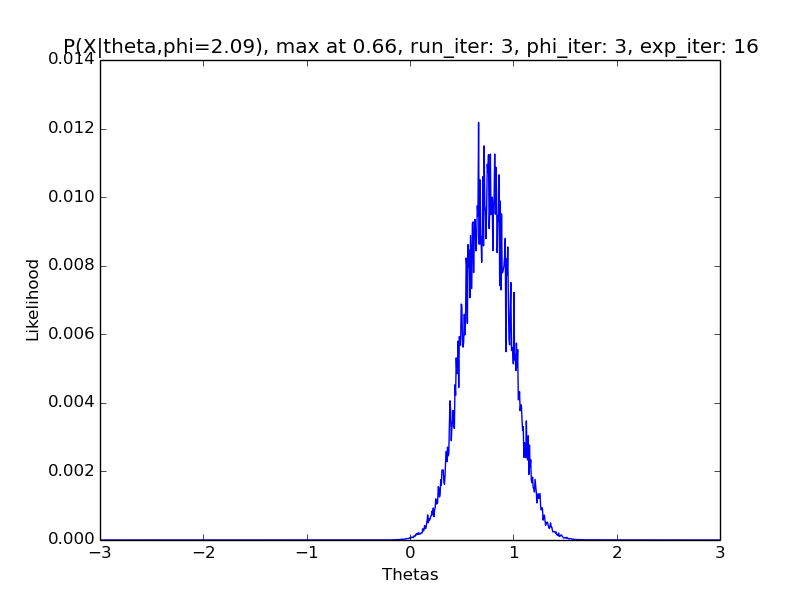 P(X|theta,phi=2.09), max at 0.66, run_iter: 3, phi_iter: 3, exp_iter: 16
0.014
0.012
0.010
0.008
0.006
0.004
0.002
0.000
Likelihood
−3 −2 −1 0 1 2 3
Thetas